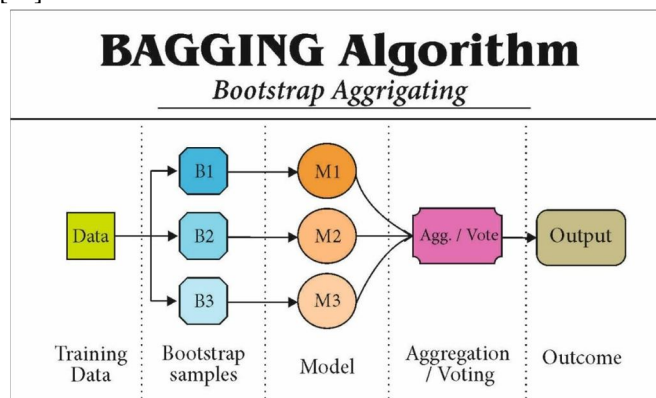 BAGGING Algorithm
Bootstrap Aggrigating
B1
M1
Data
B2
M2
Agg. / Vote
Output
B3
M3
Training
Data
Bootstrap
samples
Model
Aggregation
/ Voting
Outcome